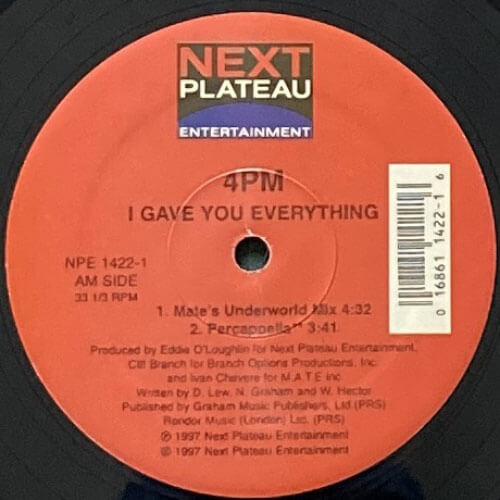 NEXT
PLATEAU
ENTERTAINMENT
4PM
I GAVE YOU EVERYTHING
NPE 1422-1
AM SIDE
33 1/3 RPM
0 16861 1422-1 6
1. Mate's Underworld Mix 4:32
2. Percappella** 3:41
Produced by Eddie O'Loughlin for Next Plateau Entertainment,
Cliff Branch for Branch Options Productions, Inc.
and Ivan Chevere for M.A.T.E Inc
Written by D. Lew, N. Graham and W. Hector
Published by Graham Music Publishers, Ltd (PRS)
Rondor Music (London) Ltd. (PRS)
℗ 1997 Next Plateau Entertainment
© 1997 Next Plateau Entertainment